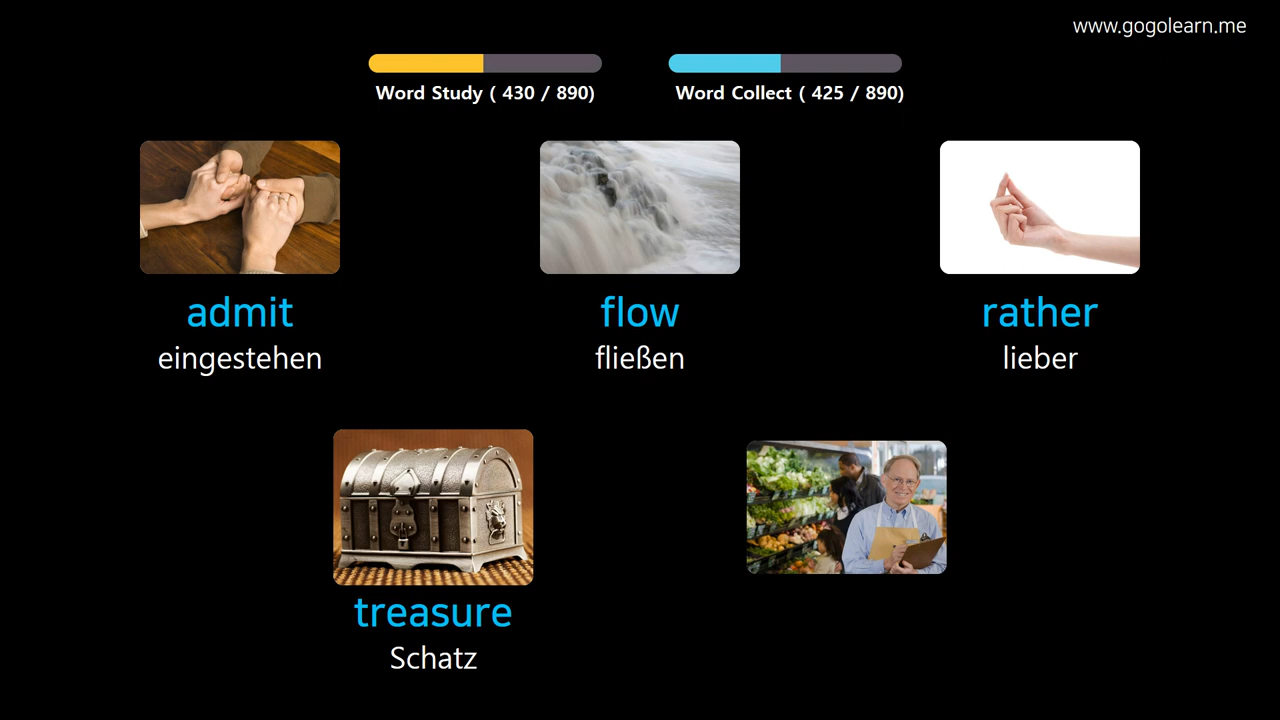 www.gogolearn.me
Word Study ( 430 / 890)
Word Collect ( 425 / 890)
admit
eingestehen
flow
fließen
rather
lieber
treasure
Schatz